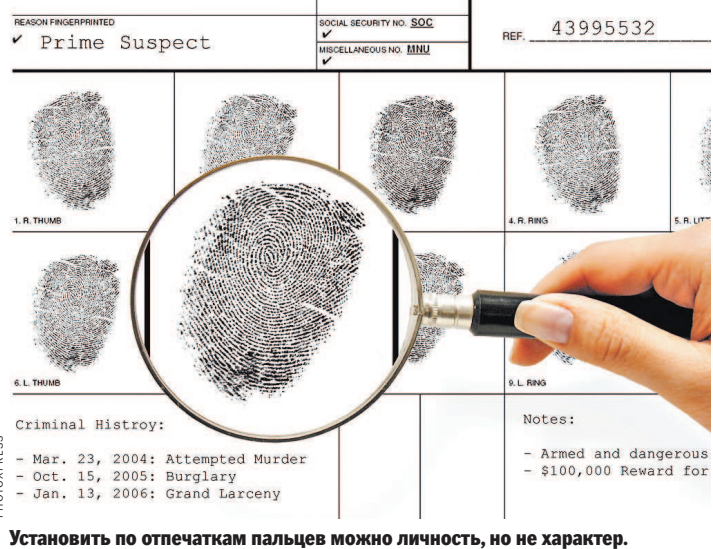 REASON FINGERPRINTED
✓ Prime Suspect
SOCIAL SECURITY NO. SOC
✓
MISCELLANEOUS NO. MNU
✓
REF. 43995532
1. R. THUMB
4. R. RING
5. R. LITT
6. L. THUMB
9. L. RING
Criminal Histroy:
- Mar. 23, 2004: Attempted Murder
- Oct. 15, 2005: Burglary
- Jan. 13, 2006: Grand Larceny
Notes:
- Armed and dangerous
- $100,000 Reward for
PHOTOXPRESS
Установить по отпечаткам пальцев можно личность, но не характер.